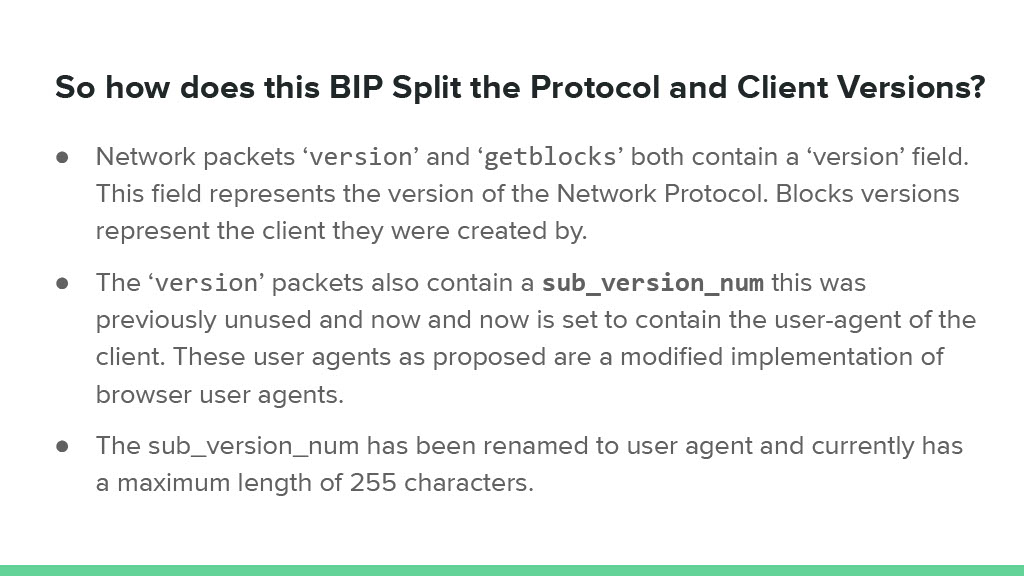 So how does this BIP Split the Protocol and Client Versions?
● Network packets ‘version’ and ‘getblocks’ both contain a ‘version’ field.
This field represents the version of the Network Protocol. Blocks versions
represent the client they were created by.
● The ‘version’ packets also contain a sub_version_num this was
previously unused and now and now is set to contain the user-agent of the
client. These user agents as proposed are a modified implementation of
browser user agents.
● The sub_version_num has been renamed to user agent and currently has
a maximum length of 255 characters.